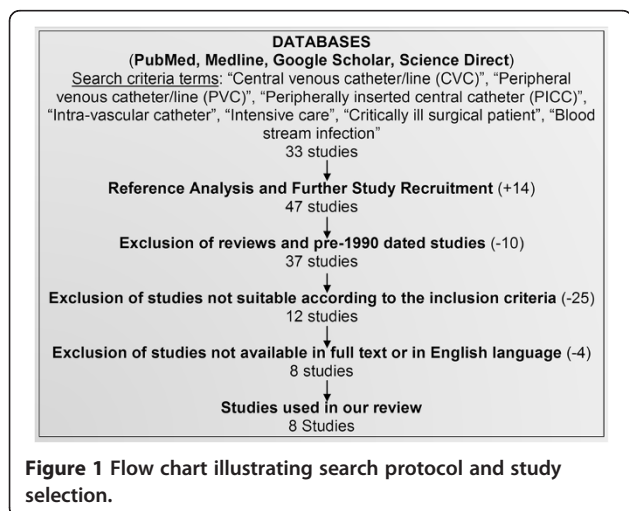 DATABASES
(PubMed, Medline, Google Scholar, Science Direct)
Search criteria terms: “Central venous catheter/line (CVC)”, “Peripheral
venous catheter/line (PVC)”, “Peripherally inserted central catheter (PICC)”,
“Intra-vascular catheter”, “Intensive care”, “Critically ill surgical patient”, “Blood
stream infection”
33 studies
Reference Analysis and Further Study Recruitment (+14)
47 studies
Exclusion of reviews and pre-1990 dated studies (-10)
37 studies
Exclusion of studies not suitable according to the inclusion criteria (-25)
12 studies
Exclusion of studies not available in full text or in English language (-4)
8 studies
Studies used in our review
8 Studies
Figure 1 Flow chart illustrating search protocol and study
selection.